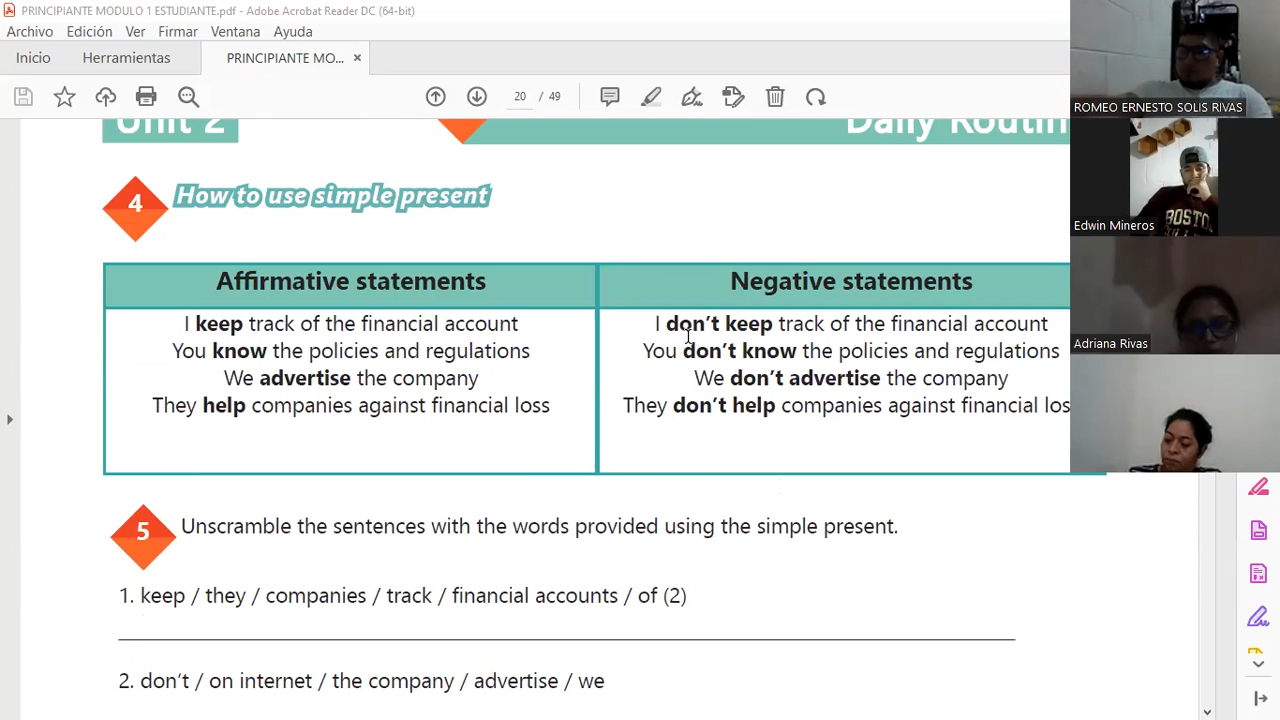 PRINCIPIANTE MODULO 1 ESTUDIANTE.pdf - Adobe Acrobat Reader DC (64-bit)
Archivo Edición Ver Firmar Ventana Ayuda
Inicio Herramientas PRINCIPIANTE MO... ×
20 / 49
Unit 2
Daily Routin
4 How to use simple present
Affirmative statements
I keep track of the financial account
You know the policies and regulations
We advertise the company
They help companies against financial loss
Negative statements
I don't keep track of the financial account
You don't know the policies and regulations
We don't advertise the company
They don't help companies against financial los
5 Unscramble the sentences with the words provided using the simple present.
1. keep / they / companies / track / financial accounts / of (2)
2. don't / on internet / the company / advertise / we
ROMEO ERNESTO SOLIS RIVAS
Edwin Mineros
BOSTON
Adriana Rivas